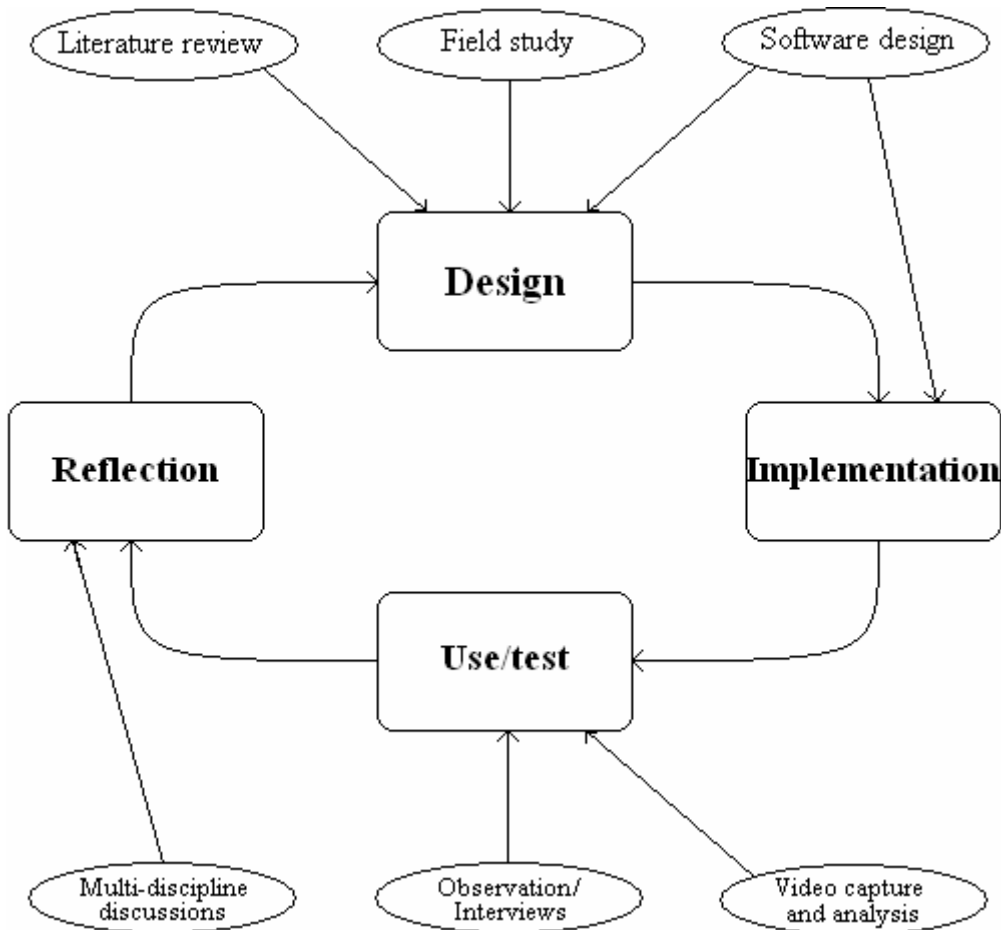 Literature review
Field study
Software design
Design
Reflection
Implementation
Use/test
Multi-discipline
discussions
Observation/
Interviews
Video capture
and analysis